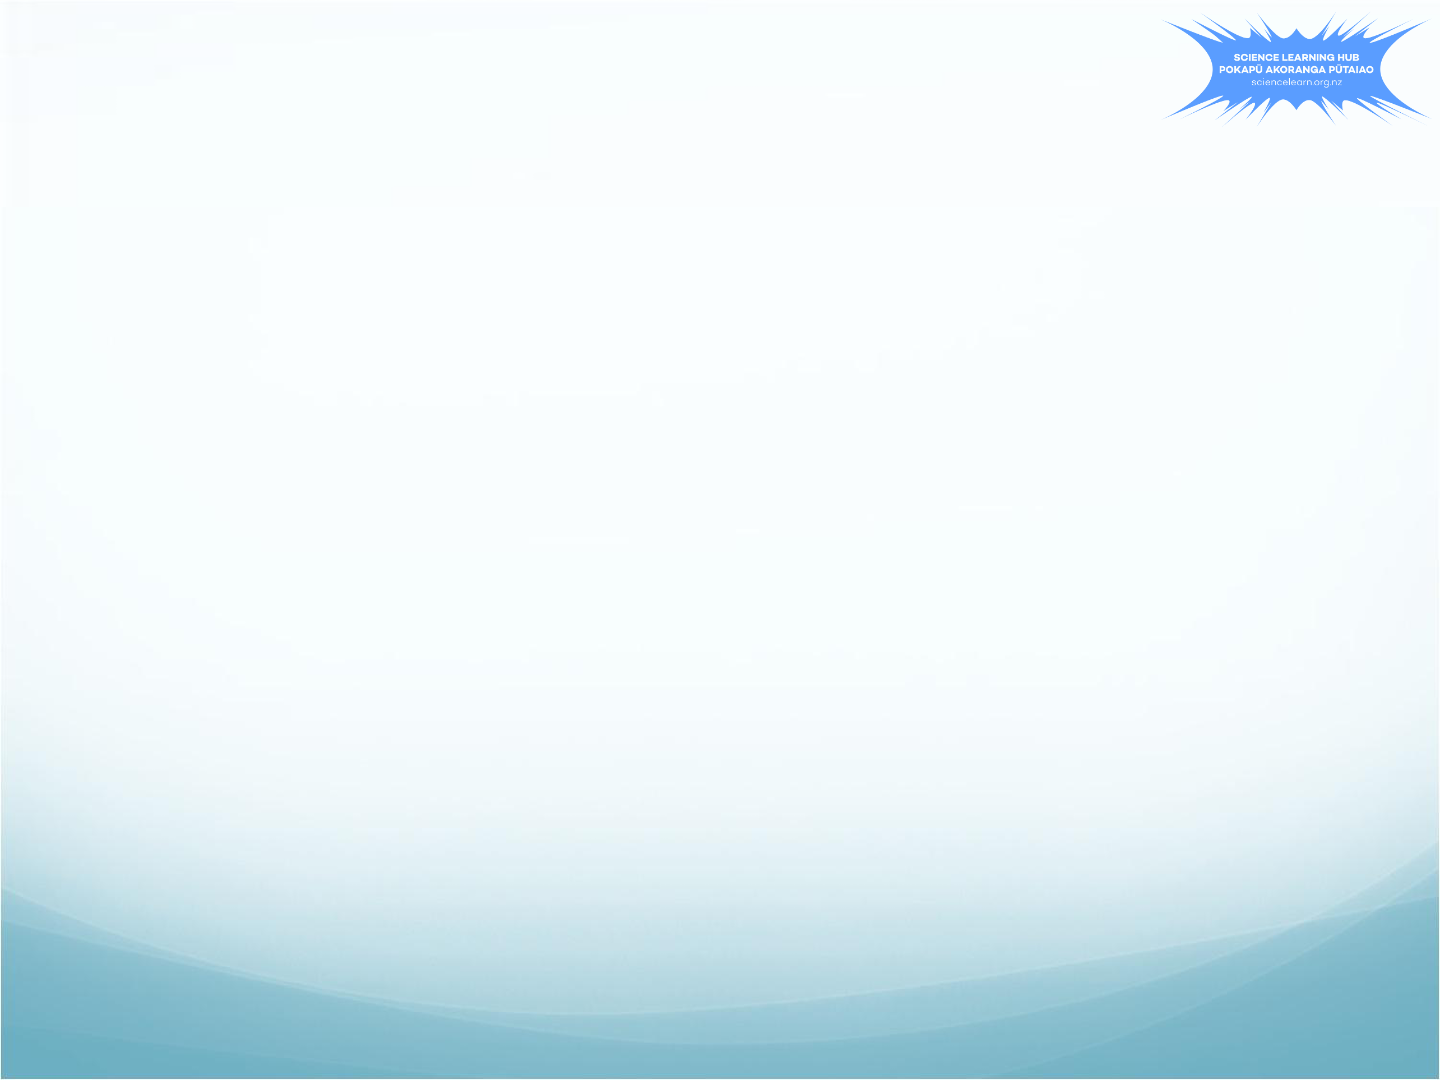 SCIENCE LEARNING HUB
POKAPŪ AKORANGA PŪTAIAO
sciencelearn.org.nz